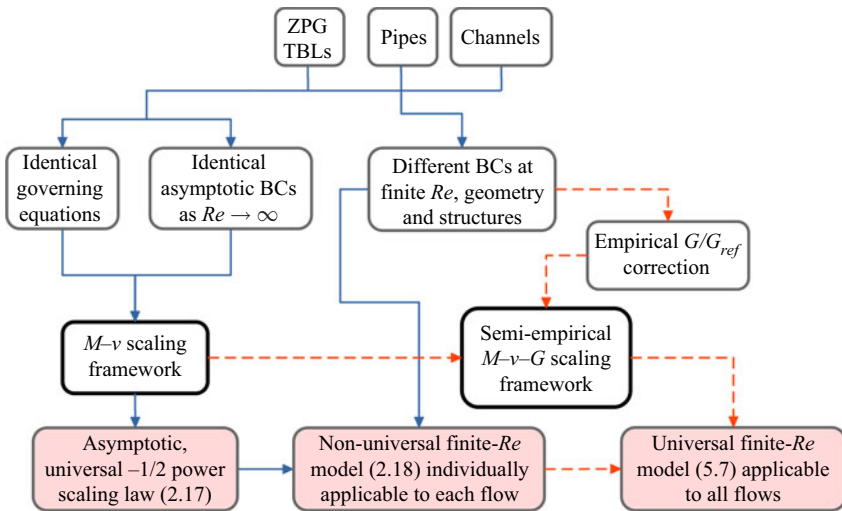 ZPG
TBLs
Pipes
Channels
Identical
governing
equations
Identical
asymptotic BCs
as Re → ∞
Different BCs at
finite Re, geometry
and structures
Empirical G/G_ref
correction
M–ν scaling
framework
Semi-empirical
M–ν–G scaling
framework
Asymptotic,
universal –1/2 power
scaling law (2.17)
Non-universal finite-Re
model (2.18) individually
applicable to each flow
Universal finite-Re
model (5.7) applicable
to all flows